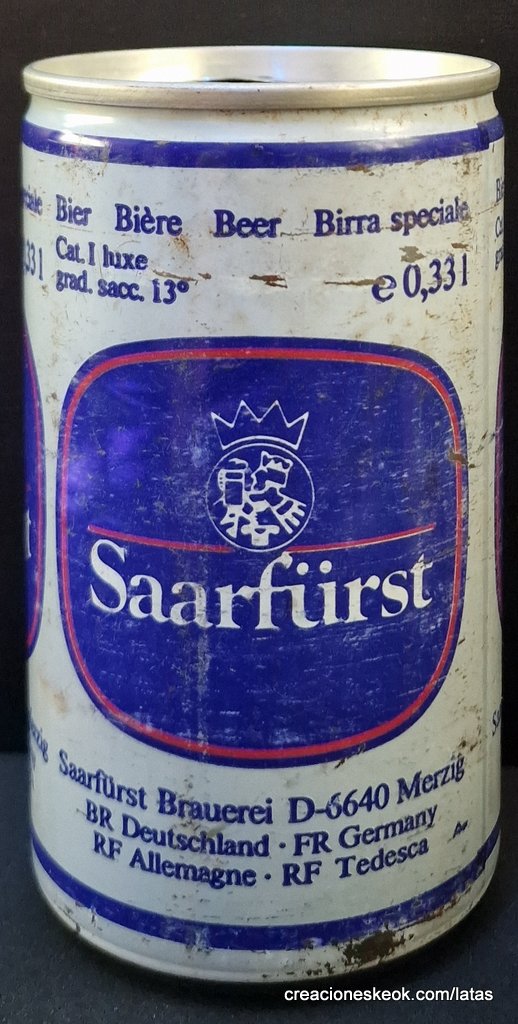 Bier Bière Beer Birra speciale
Cat. I luxe
grad. sacc. 13°
e 0,33 l
Saarfürst
Saarfürst Brauerei D-6640 Merzig
BR Deutschland · FR Germany
RF Allemagne · RF Tedesca
creacioneskeok.com/latas